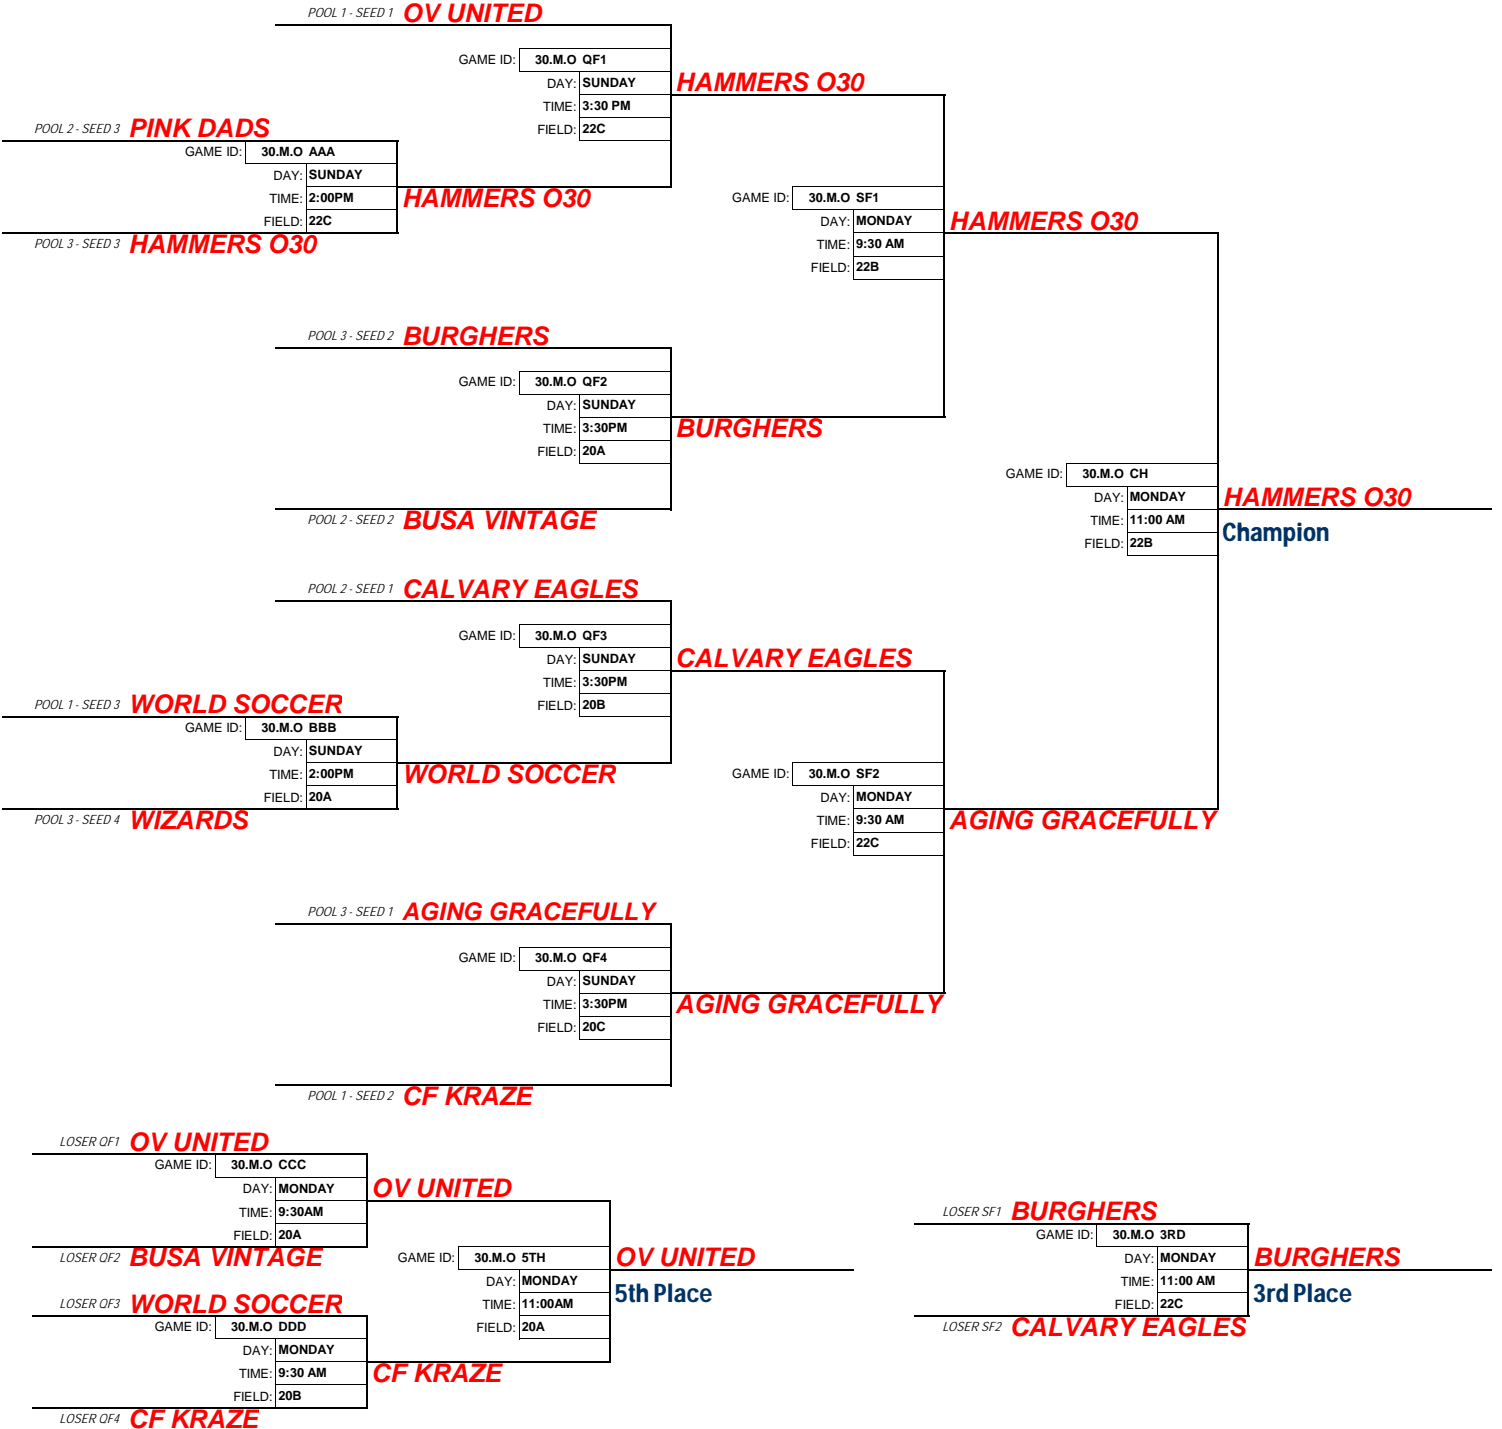 POOL 1 - SEED 1 OV UNITED
GAME ID: 30.M.O QF1
DAY: SUNDAY
TIME: 3:30 PM
FIELD: 22C
HAMMERS O30
POOL 2 - SEED 3 PINK DADS
GAME ID: 30.M.O AAA
DAY: SUNDAY
TIME: 2:00PM
FIELD: 22C
HAMMERS O30
POOL 3 - SEED 3 HAMMERS O30
GAME ID: 30.M.O SF1
DAY: MONDAY
TIME: 9:30 AM
FIELD: 22B
HAMMERS O30
POOL 3 - SEED 2 BURGHERS
GAME ID: 30.M.O QF2
DAY: SUNDAY
TIME: 3:30PM
FIELD: 20A
BURGHERS
POOL 2 - SEED 2 BUSA VINTAGE
GAME ID: 30.M.O CH
DAY: MONDAY
TIME: 11:00 AM
FIELD: 22B
HAMMERS O30
Champion
POOL 2 - SEED 1 CALVARY EAGLES
GAME ID: 30.M.O QF3
DAY: SUNDAY
TIME: 3:30PM
FIELD: 20B
CALVARY EAGLES
POOL 1 - SEED 3 WORLD SOCCER
GAME ID: 30.M.O BBB
DAY: SUNDAY
TIME: 2:00PM
FIELD: 20A
WORLD SOCCER
POOL 3 - SEED 4 WIZARDS
GAME ID: 30.M.O SF2
DAY: MONDAY
TIME: 9:30 AM
FIELD: 22C
AGING GRACEFULLY
POOL 3 - SEED 1 AGING GRACEFULLY
GAME ID: 30.M.O QF4
DAY: SUNDAY
TIME: 3:30PM
FIELD: 20C
AGING GRACEFULLY
POOL 1 - SEED 2 CF KRAZE
LOSER QF1 OV UNITED
GAME ID: 30.M.O CCC
DAY: MONDAY
TIME: 9:30AM
FIELD: 20A
OV UNITED
LOSER QF2 BUSA VINTAGE
GAME ID: 30.M.O 5TH
DAY: MONDAY
TIME: 11:00AM
FIELD: 20A
OV UNITED
5th Place
LOSER QF3 WORLD SOCCER
GAME ID: 30.M.O DDD
DAY: MONDAY
TIME: 9:30 AM
FIELD: 20B
CF KRAZE
LOSER QF4 CF KRAZE
LOSER SF1 BURGHERS
GAME ID: 30.M.O 3RD
DAY: MONDAY
TIME: 11:00 AM
FIELD: 22C
BURGHERS
3rd Place
LOSER SF2 CALVARY EAGLES